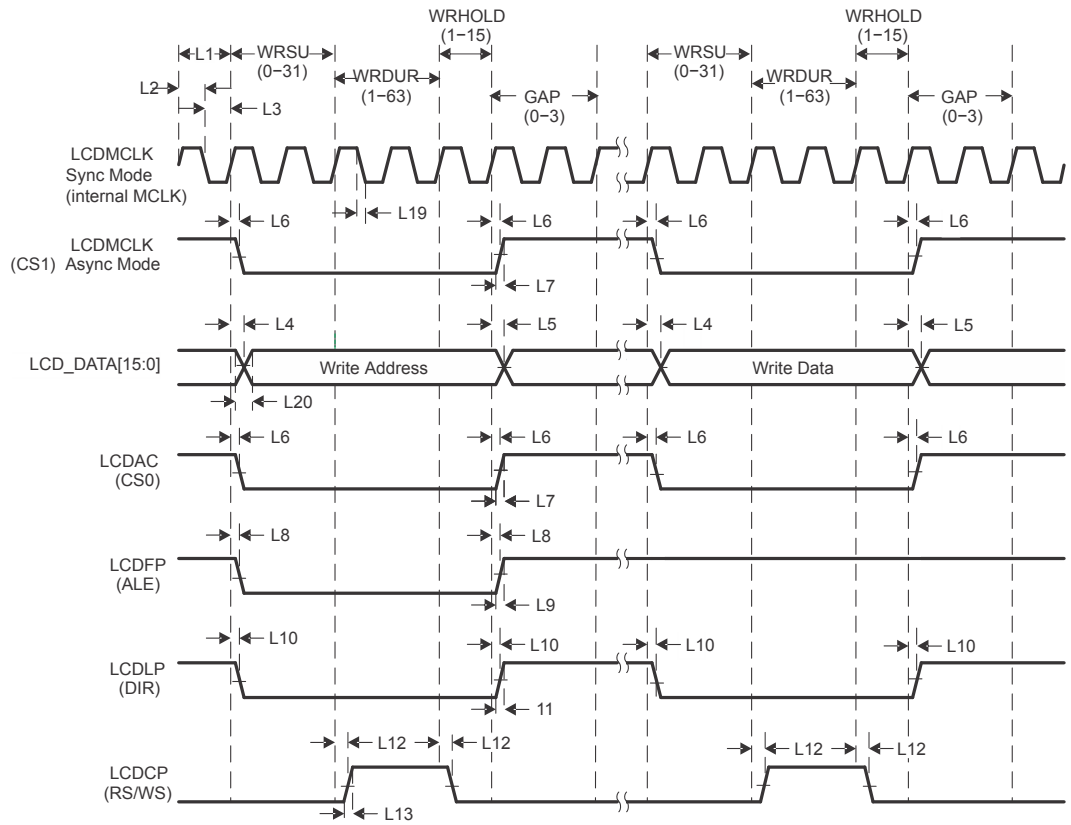 WRHOLD
(1−15)
WRHOLD
(1−15)
L1
WRSU
(0−31)
WRSU
(0−31)
L2
WRDUR
(1−63)
WRDUR
(1−63)
L3
GAP
(0−3)
GAP
(0−3)
LCDMCLK
Sync Mode
(internal MCLK)
L19
L6
L6
L6
L6
LCDMCLK
(CS1) Async Mode
L7
L4
L5
L4
L5
LCD_DATA[15:0]
Write Address
Write Data
L20
L6
L6
L6
L6
LCDAC
(CS0)
L7
L8
L8
LCDFP
(ALE)
L9
L10
L10
L10
L10
LCDLP
(DIR)
11
L12
L12
L12
L12
LCDCP
(RS/WS)
L13